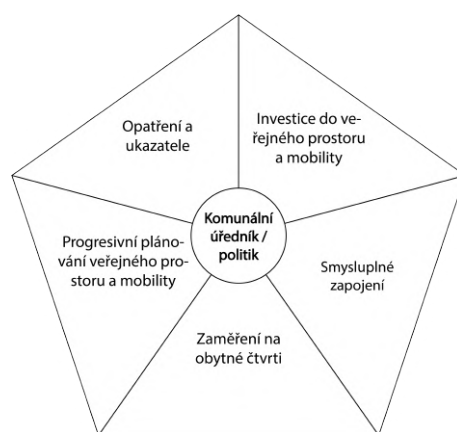 Opatření a
ukazatele
Investice do ve-
řejného prostoru
a mobility
Komunální
úředník /
politik
Progresivní pláno-
vání veřejného pro-
storu a mobility
Smysluplné
zapojení
Zaměření na
obytné čtvrti